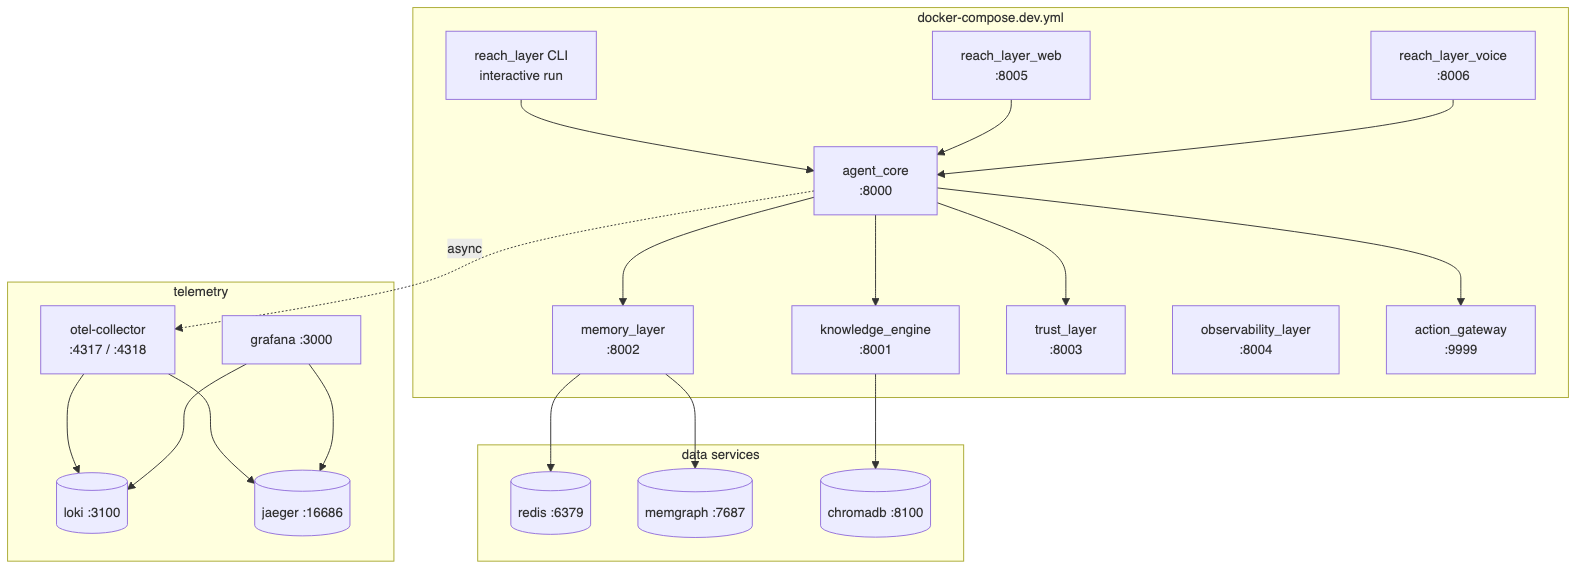 docker-compose.dev.yml
reach_layer CLI
interactive run
reach_layer_web
:8005
reach_layer_voice
:8006
agent_core
:8000
async
telemetry
otel-collector
:4317 / :4318
grafana :3000
memory_layer
:8002
knowledge_engine
:8001
trust_layer
:8003
observability_layer
:8004
action_gateway
:9999
data services
loki :3100
jaeger :16686
redis :6379
memgraph :7687
chromadb :8100